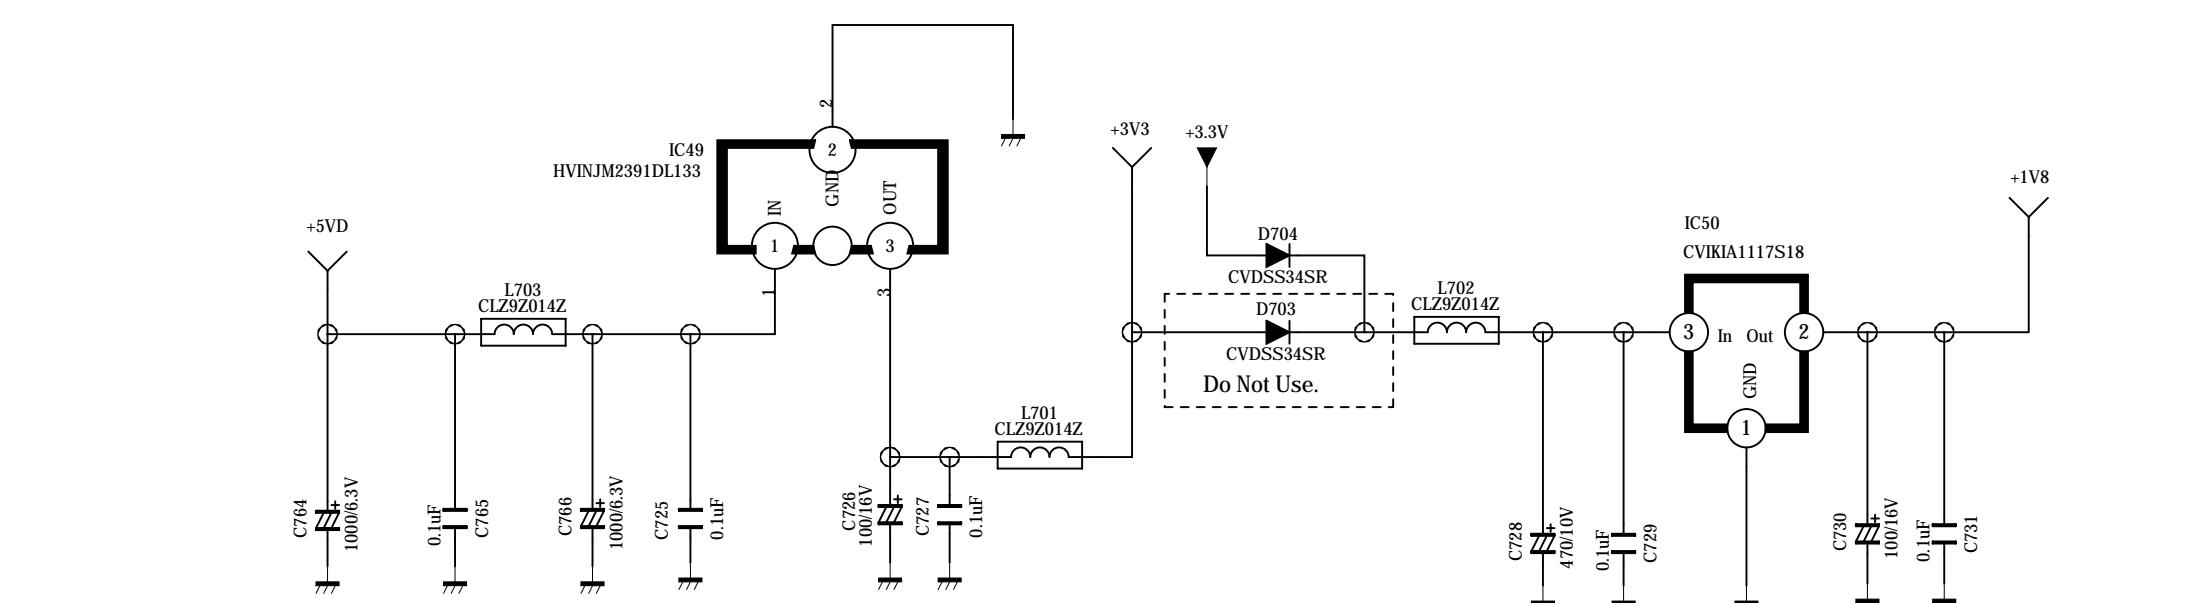 +5VD
L703
CLZ9Z014Z
C764
1000/6.3V
0.1uF
C765
C766
1000/6.3V
C725
0.1uF
IC49
HVINJM2391DL133
2
2
GND
IN
OUT
1
3
1
3
C726
100/16V
C727
0.1uF
L701
CLZ9Z014Z
+3V3
+3.3V
D704
CVDSS34SR
D703
CVDSS34SR
Do Not Use.
L702
CLZ9Z014Z
C728
470/10V
0.1uF
C729
IC50
CVIKIA1117S18
3
In Out
2
GND
1
+1V8
C730
100/16V
0.1uF
C731